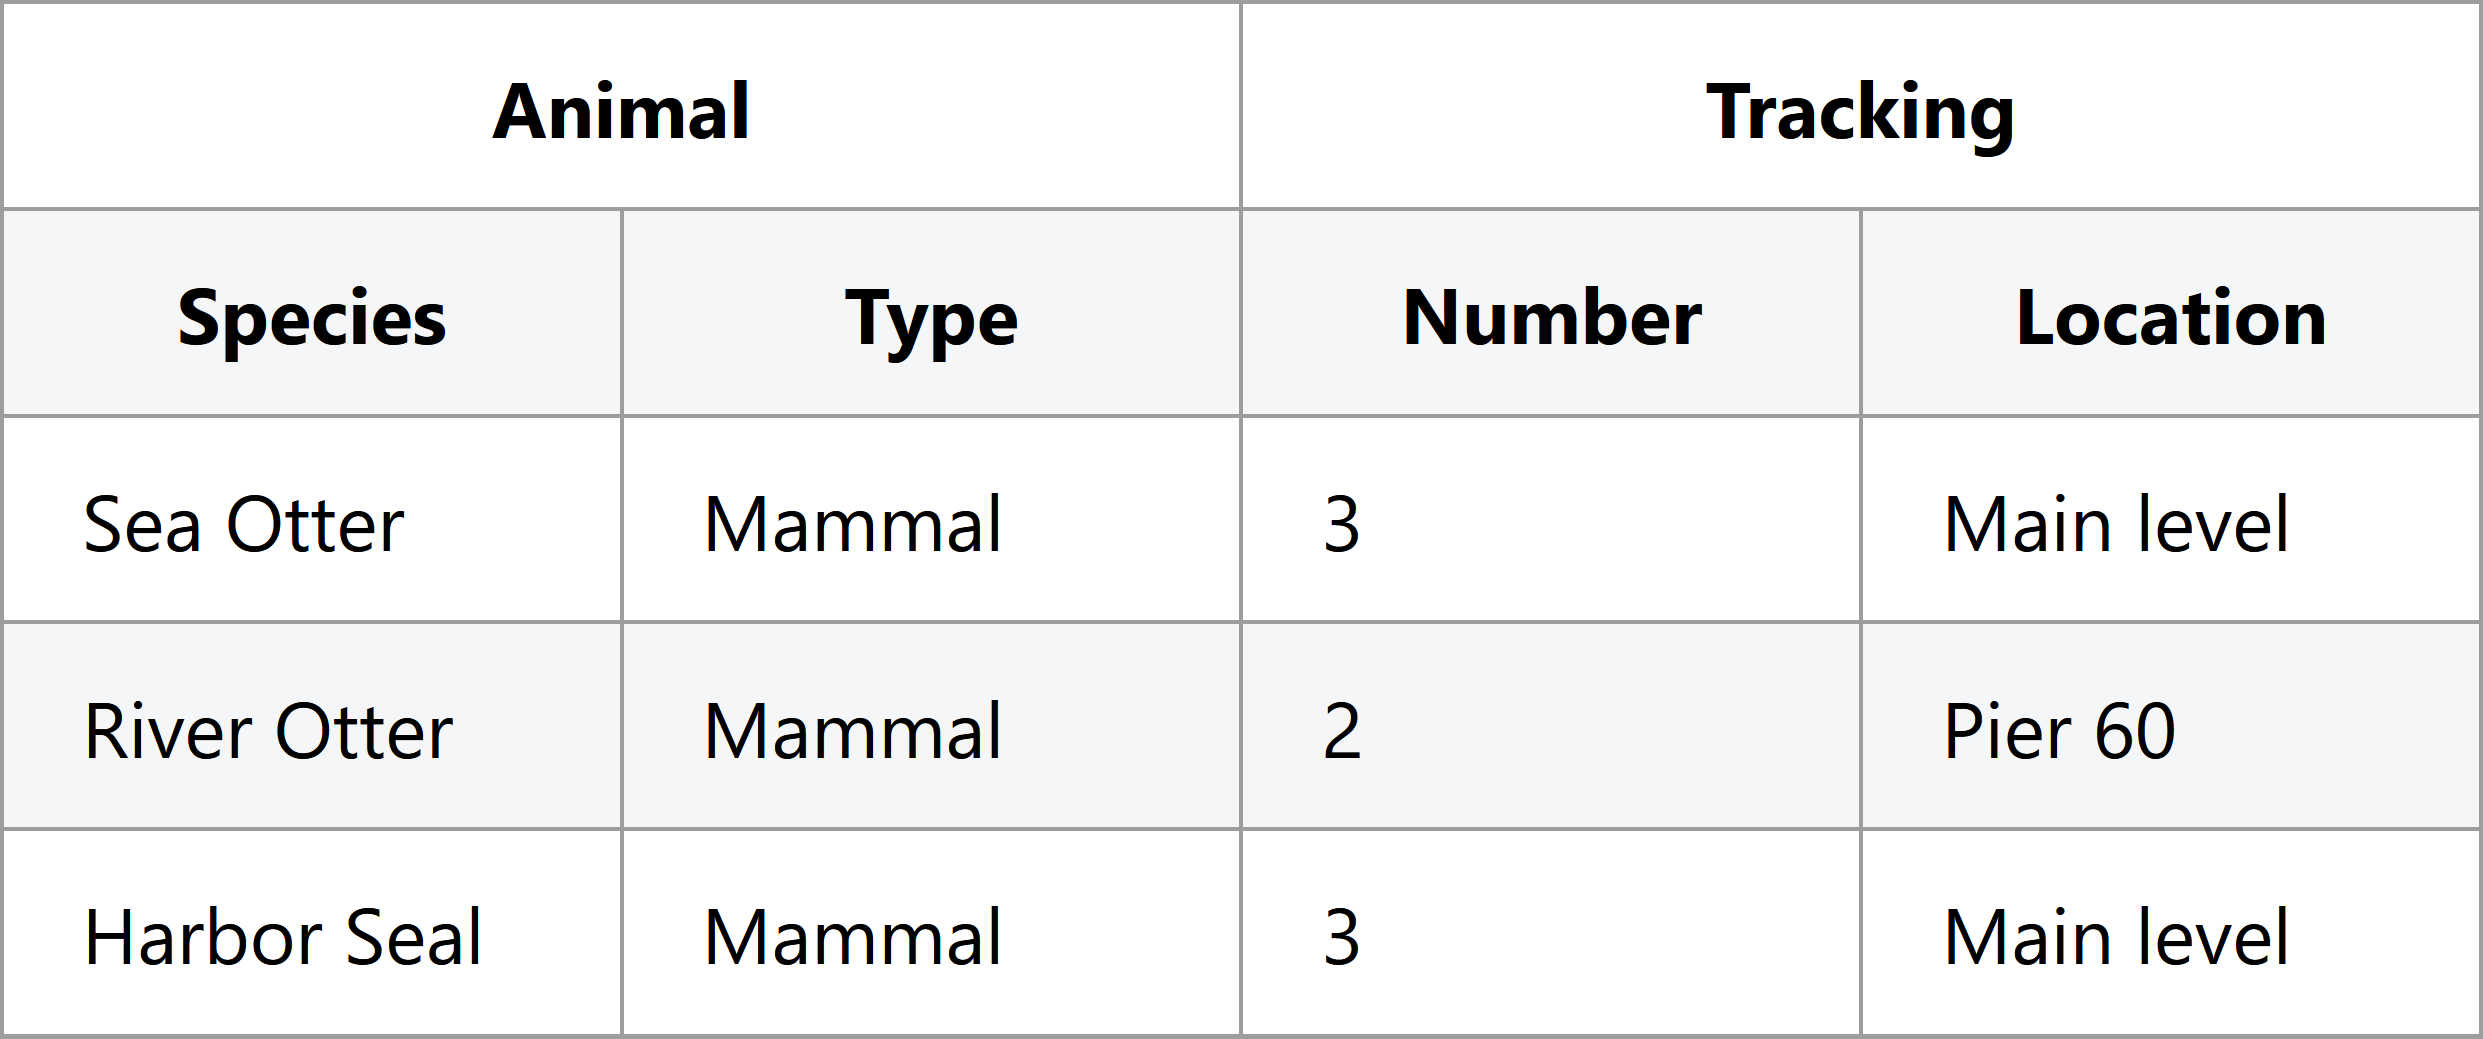 Animal Tracking
Species Type Number Location
Sea Otter Mammal 3 Main level
River Otter Mammal 2 Pier 60
Harbor Seal Mammal 3 Main level